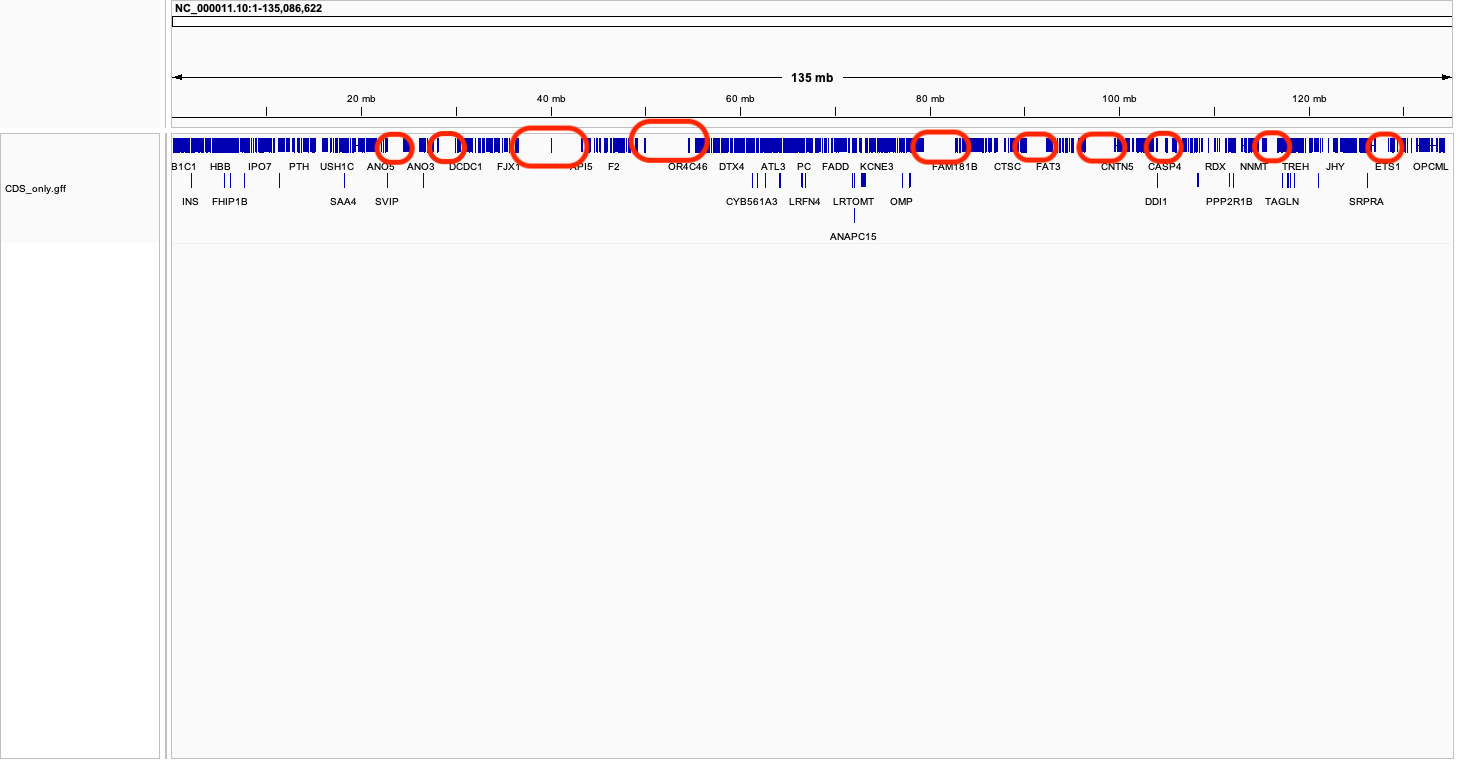 NC_000011.10:1-135,086,622
135 mb
20 mb 40 mb 60 mb 80 mb 100 mb 120 mb
B1C1 HBB IPO7 PTH USH1C ANO5 ANO3 DCDC1 FJX1 API5 F2 OR4C46 DTX4 ATL3 PC FADD KCNE3 FAM181B CTSC FAT3 CNTN5 CASP4 RDX NNMT TREH JHY ETS1 OPCML
CDS_only.gff
INS FHIP1B SAA4 SVIP CYB561A3 LRFN4 LRTOMT OMP DDI1 PPP2R1B TAGLN SRPRA
ANAPC15